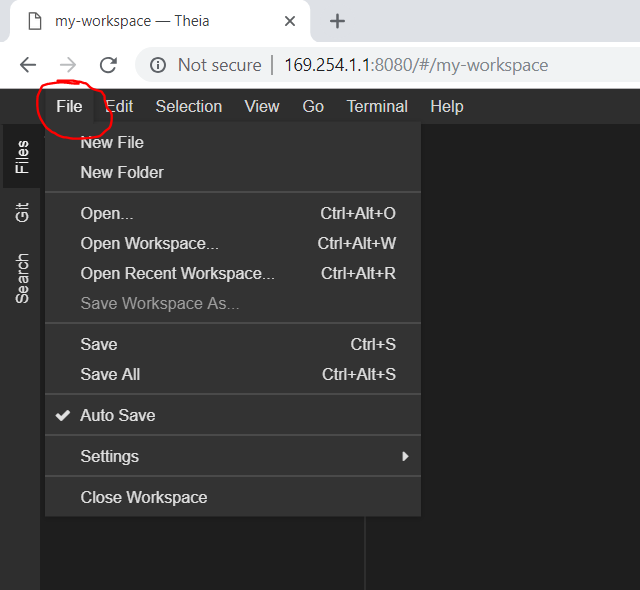 my-workspace — Theia
Not secure | 169.254.1.1:8080/#/my-workspace
File Edit Selection View Go Terminal Help
Files
Git
Search
New File
New Folder
Open... Ctrl+Alt+O
Open Workspace... Ctrl+Alt+W
Open Recent Workspace... Ctrl+Alt+R
Save Workspace As...
Save Ctrl+S
Save All Ctrl+Alt+S
Auto Save
Settings
Close Workspace